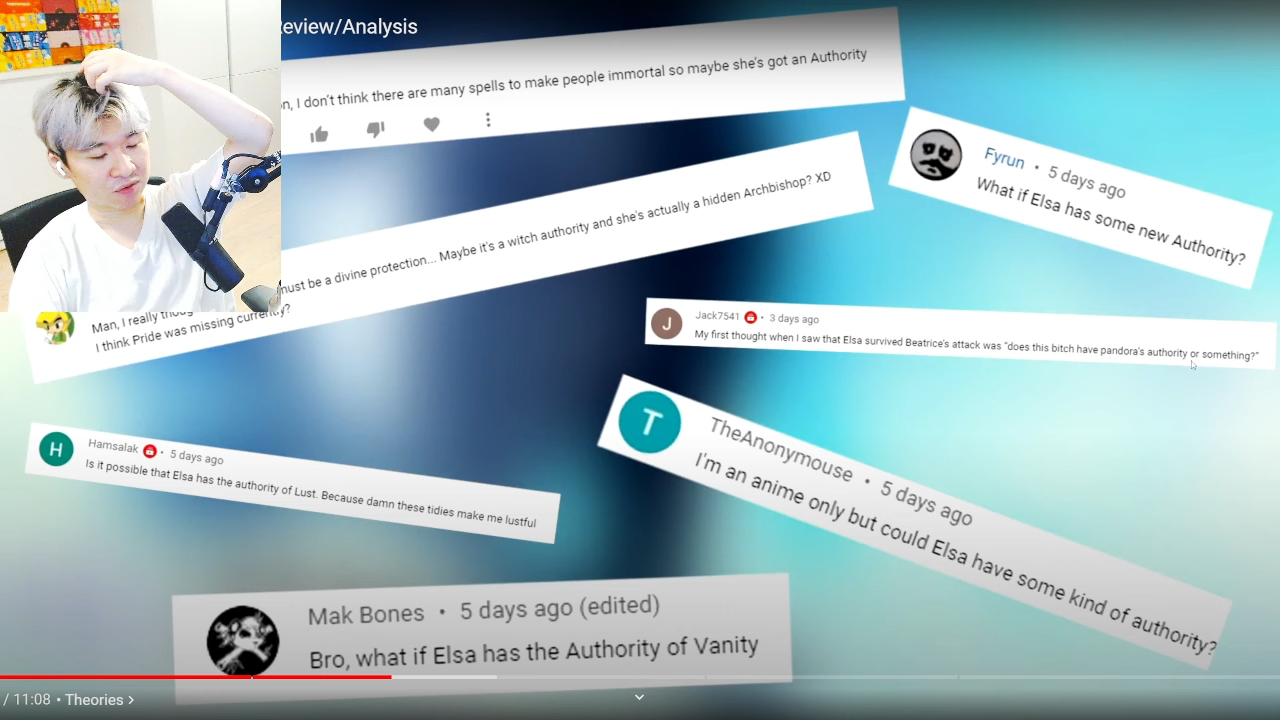 Review/Analysis
on, I don't think there are many spells to make people immortal so maybe she's got an Authority
Fyrun • 5 days ago
What if Elsa has some new Authority?
must be a divine protection... Maybe it's a witch authority and she's actually a hidden Archbishop? XD
Man, I really thoug
I think Pride was missing currently?
Jack7541 • 3 days ago
My first thought when I saw that Elsa survived Beatrice's attack was "does this bitch have pandora's authority or something?"
TheAnonymouse • 5 days ago
I'm an anime only but could Elsa have some kind of authority?
Hamsalak • 5 days ago
Is it possible that Elsa has the authority of Lust. Because damn these tidies make me lustful
Mak Bones • 5 days ago (edited)
Bro, what if Elsa has the Authority of Vanity
/ 11:08 • Theories >